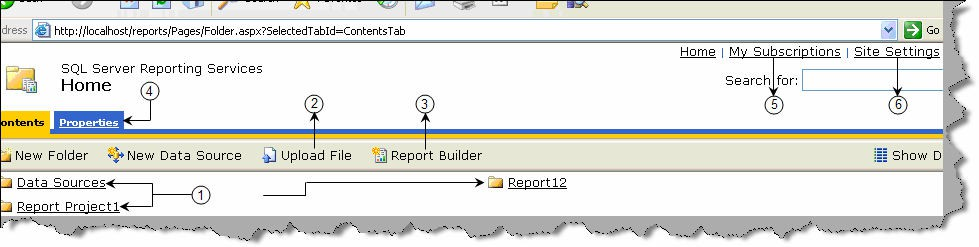 dress http://localhost/reports/Pages/Folder.aspx?SelectedTabId=ContentsTab Go
Home | My Subscriptions | Site Settings
SQL Server Reporting Services
Home
Search for:
4
2
3
5
6
ontents Properties
New Folder New Data Source Upload File Report Builder Show D
Data Sources
1
Report12
Report Project1